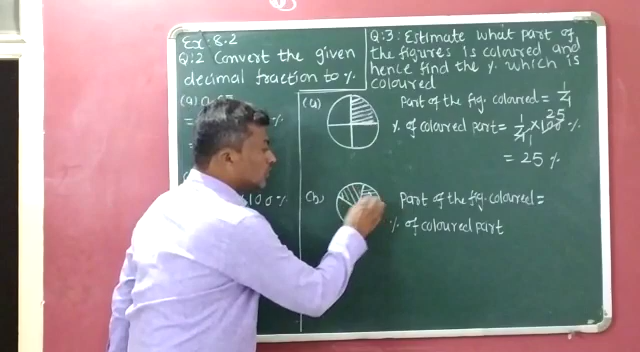 Ex: 8.2
Q:2 Convert the given
decimal fraction to %.
(a)
=
100%
Q:3: Estimate what part of
the figures is coloured and
hence find the % which is
coloured
(a) Part of the fig. coloured = 1/4
% of coloured part = 1/4 1 × 100 25 %
= 25 %
(b) Part of the fig. coloured =
% of coloured part